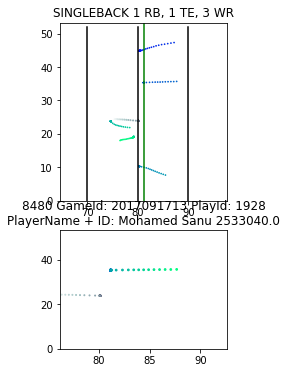 SINGLEBACK 1 RB, 1 TE, 3 WR
50
40
30
20
10
0
70 80 90
8480 GameId: 2017091713 PlayId: 1928
PlayerName + ID: Mohamed Sanu 2533040.0
40
20
0
80 85 90